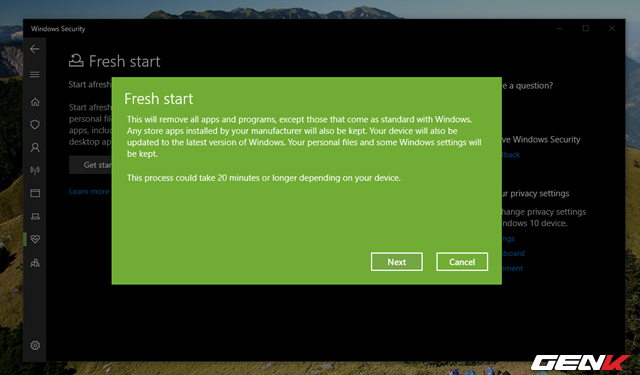 Windows Security
Fresh start
Start afres
Start afres
personal fi
apps, inclu
desktop ap
Get star
Learn more
Fresh start
This will remove all apps and programs, except those that come as standard with Windows.
Any store apps installed by your manufacturer will also be kept. Your device will also be
updated to the latest version of Windows. Your personal files and some Windows settings will
be kept.
This process could take 20 minutes or longer depending on your device.
Next
Cancel
e a question?
ve Windows Security
back
ur privacy settings
hange privacy settings
ndows 10 device.
ngs
board
ement
GENK